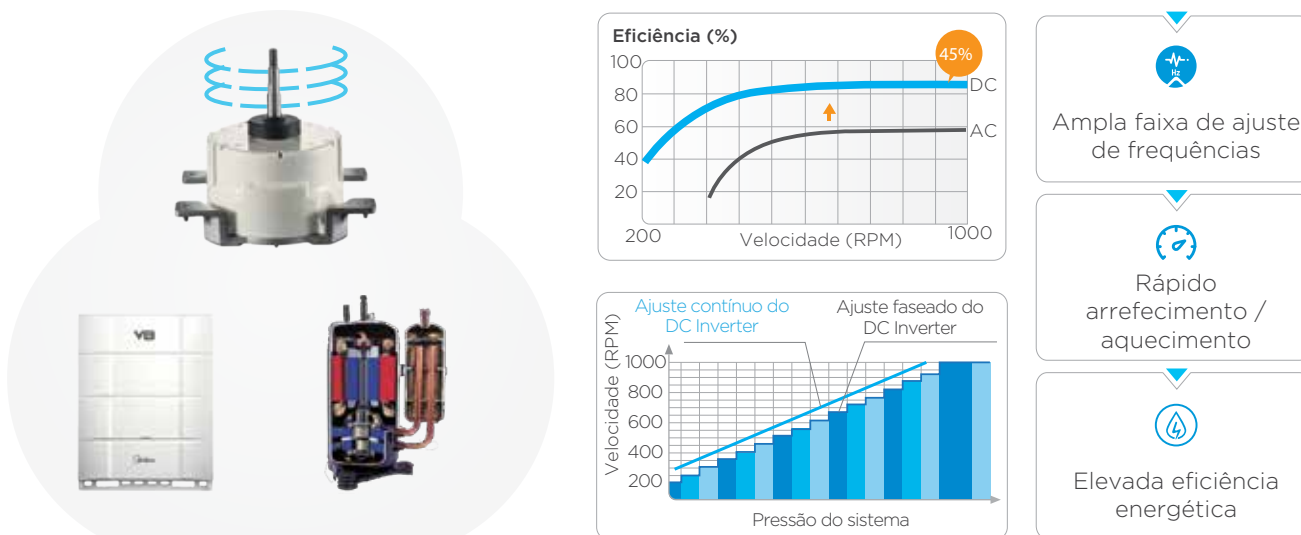 V8
Midea
Eficiência (%)
100
80
60
40
20
45%
DC
AC
200
Velocidade (RPM)
1000
Ajuste contínuo do
DC Inverter
Ajuste faseado do
DC Inverter
Velocidade (RPM)
1000
800
600
400
200
Pressão do sistema
Hz
Ampla faixa de ajuste
de frequências
Rápido
arrefecimento /
aquecimento
Elevada eficiência
energética